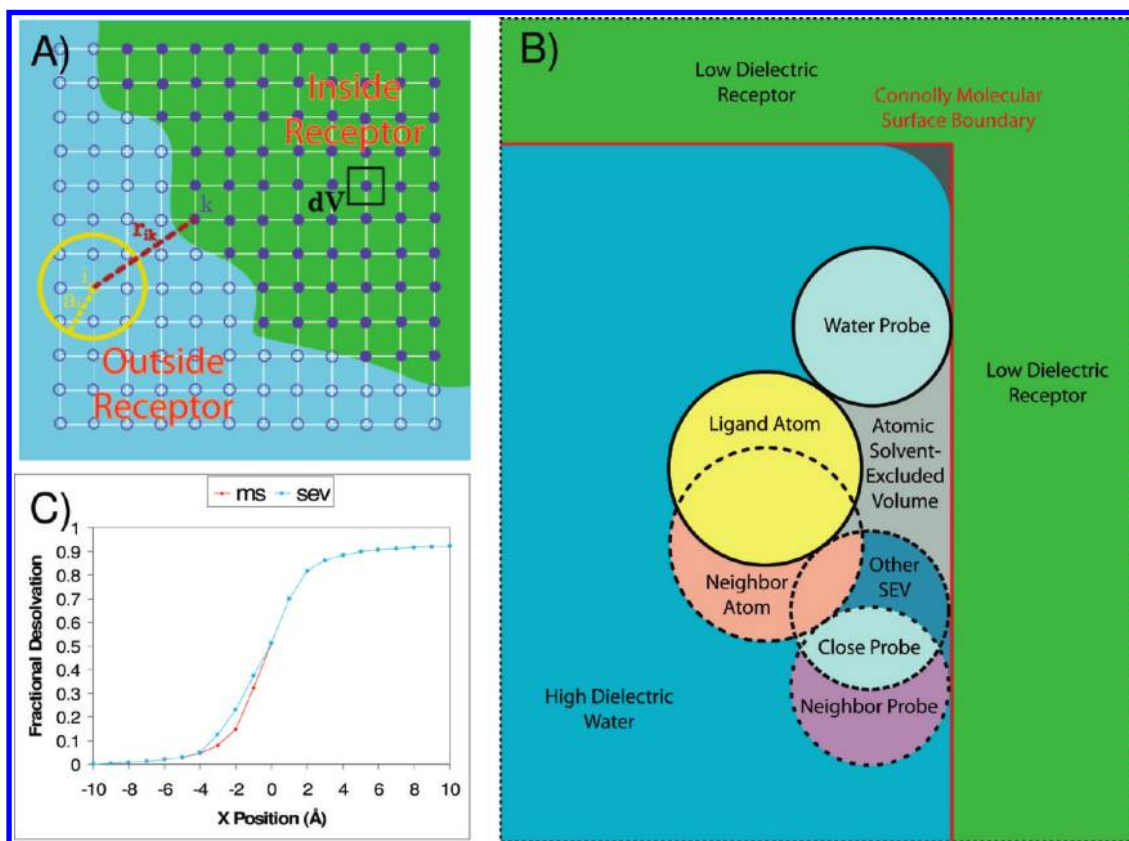 A)
Inside
Receptor
dV
k
r_ik
i
a_i
Outside
Receptor
B)
Low Dielectric
Receptor
Connolly Molecular
Surface Boundary
Water Probe
Low Dielectric
Receptor
Ligand Atom
Atomic
Solvent-
Excluded
Volume
Neighbor
Atom
Other
SEV
Close Probe
High Dielectric
Water
Neighbor Probe
C)
ms sev
Fractional Desolvation
1
0.9
0.8
0.7
0.6
0.5
0.4
0.3
0.2
0.1
0
-10 -8 -6 -4 -2 0 2 4 6 8 10
X Position (Å)